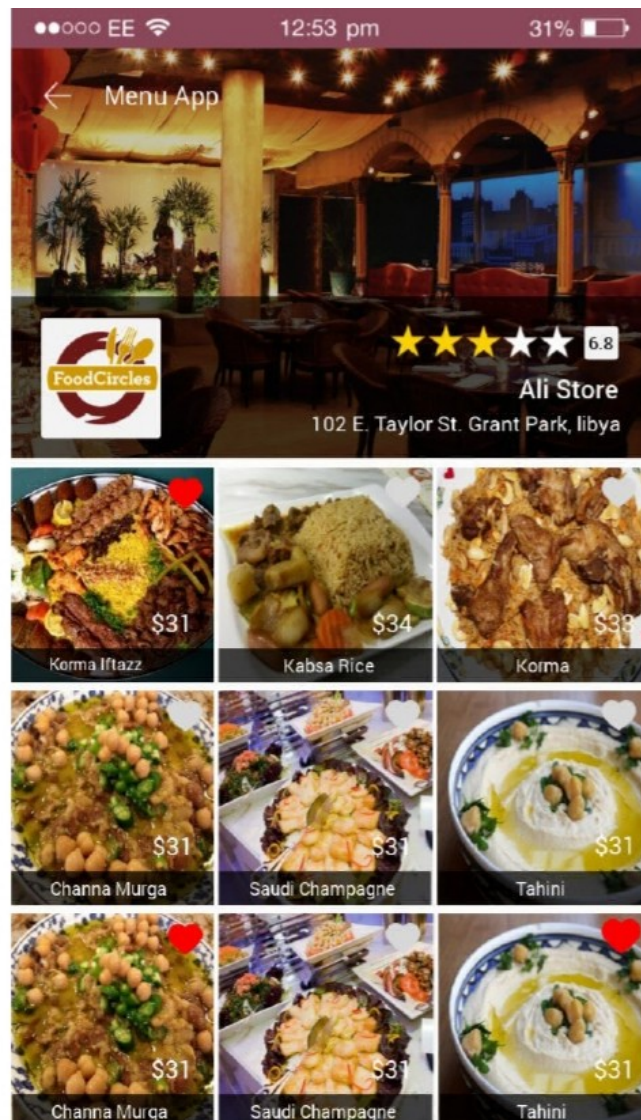 EE 12:53 pm 31%
Menu App
FoodCircles
6.8
Ali Store
102 E. Taylor St. Grant Park, libya
$31 $34 $33
Korma Iftazz Kabsa Rice Korma
$31 $31 $31
Channa Murga Saudi Champagne Tahini
$31 $31 $31
Channa Murga Saudi Champagne Tahini